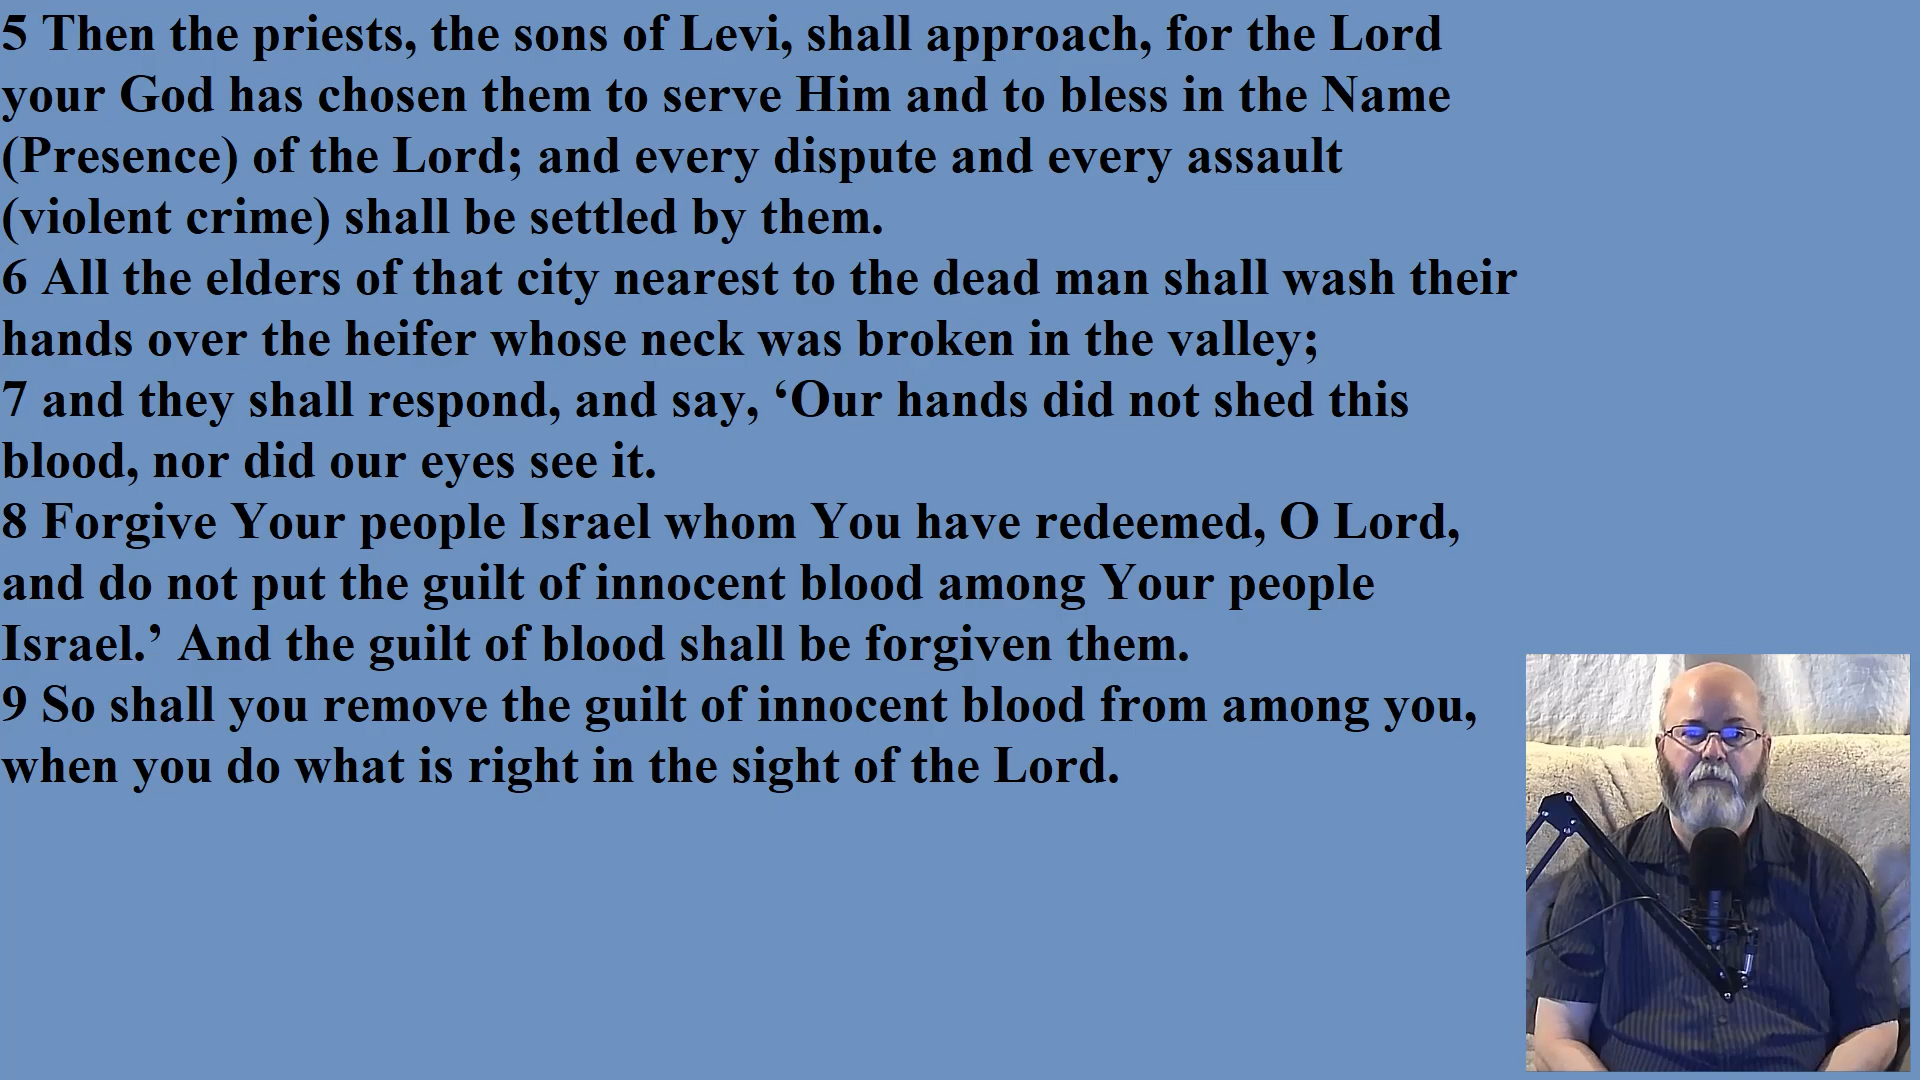 5 Then the priests, the sons of Levi, shall approach, for the Lord
your God has chosen them to serve Him and to bless in the Name
(Presence) of the Lord; and every dispute and every assault
(violent crime) shall be settled by them.
6 All the elders of that city nearest to the dead man shall wash their
hands over the heifer whose neck was broken in the valley;
7 and they shall respond, and say, ‘Our hands did not shed this
blood, nor did our eyes see it.
8 Forgive Your people Israel whom You have redeemed, O Lord,
and do not put the guilt of innocent blood among Your people
Israel.’ And the guilt of blood shall be forgiven them.
9 So shall you remove the guilt of innocent blood from among you,
when you do what is right in the sight of the Lord.